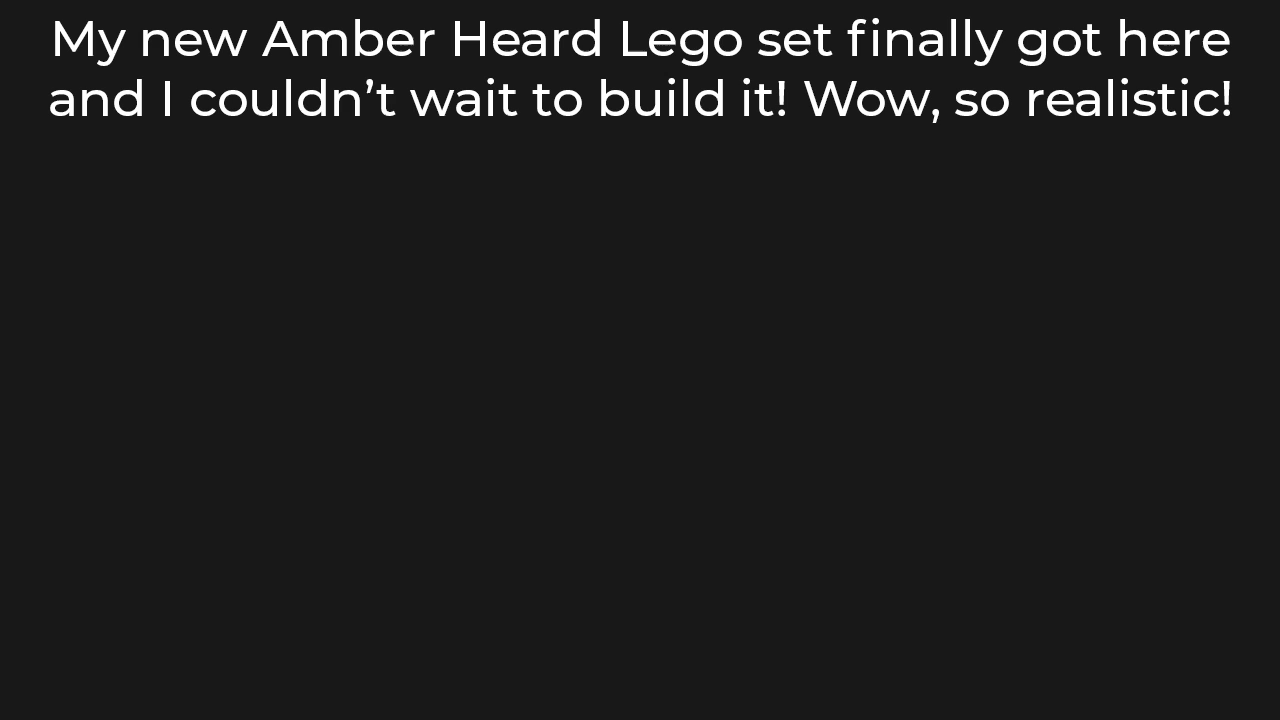 My new Amber Heard Lego set finally got here
and I couldn’t wait to build it! Wow, so realistic!